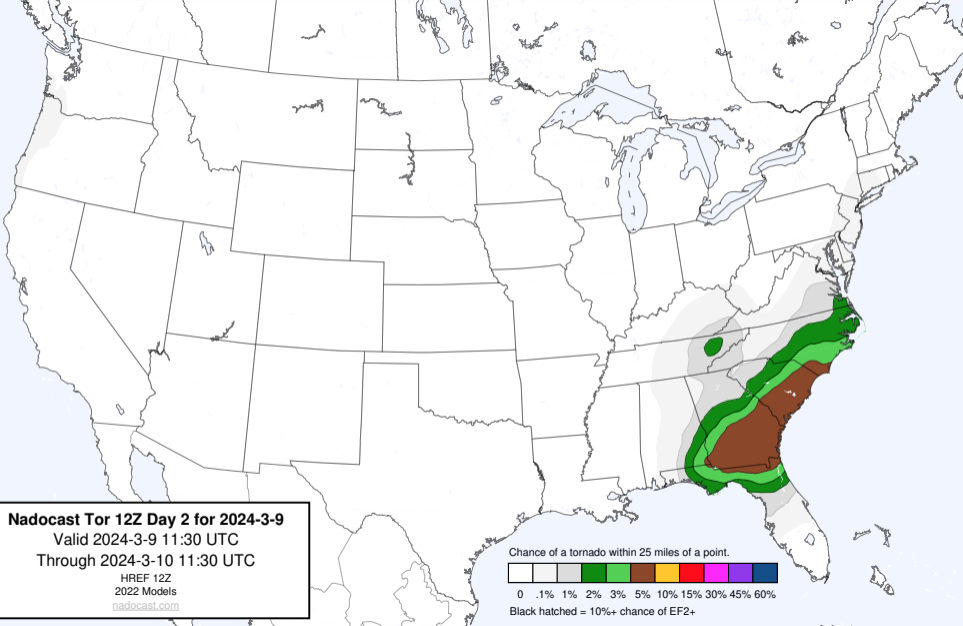 Nadocast Tor 12Z Day 2 for 2024-3-9
Valid 2024-3-9 11:30 UTC
Through 2024-3-10 11:30 UTC
HREF 12Z
2022 Models
nadocast.com
Chance of a tornado within 25 miles of a point.
0 .1% 1% 2% 3% 5% 10% 15% 30% 45% 60%
Black hatched = 10%+ chance of EF2+